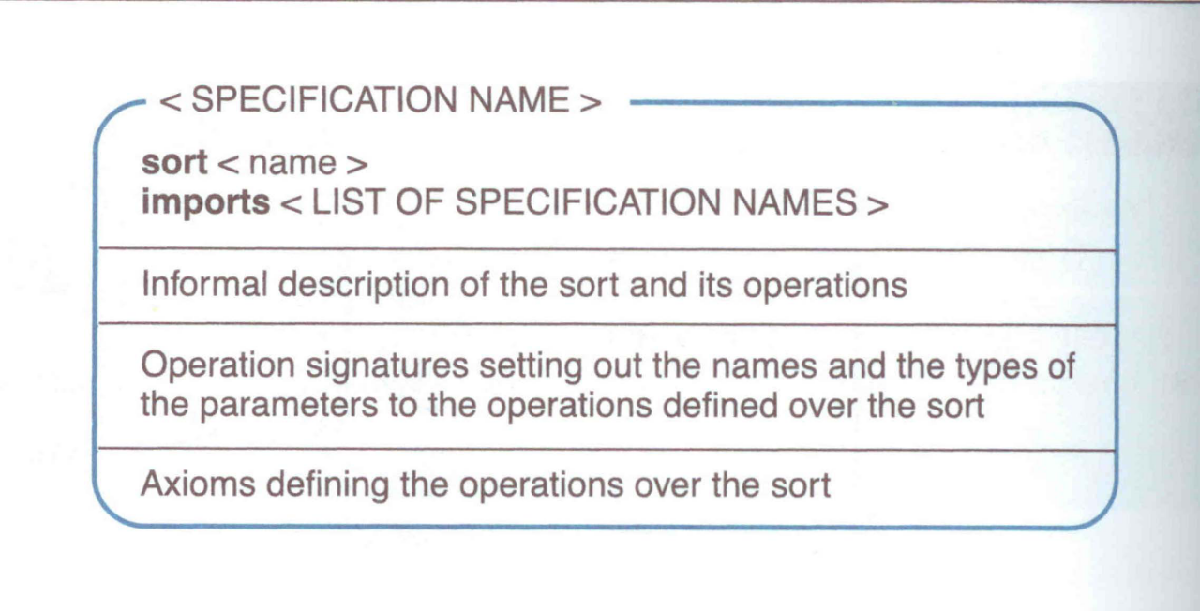 < SPECIFICATION NAME >
sort < name >
imports < LIST OF SPECIFICATION NAMES >
Informal description of the sort and its operations
Operation signatures setting out the names and the types of
the parameters to the operations defined over the sort
Axioms defining the operations over the sort